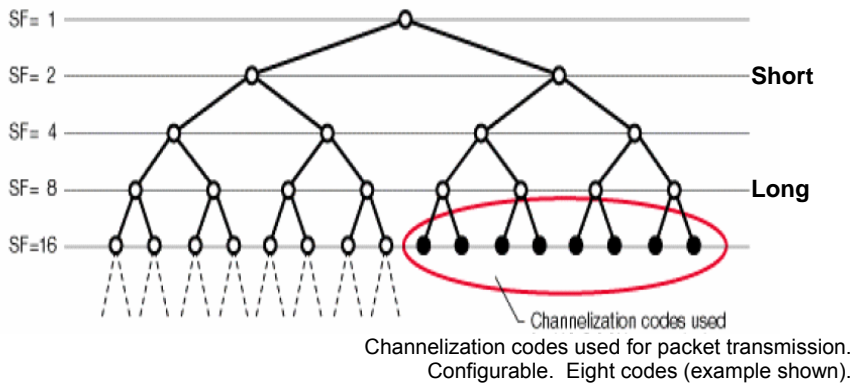 SF= 1
SF= 2
Short
SF= 4
SF= 8
Long
SF=16
Channelization codes used
Channelization codes used for packet transmission.
Configurable. Eight codes (example shown).